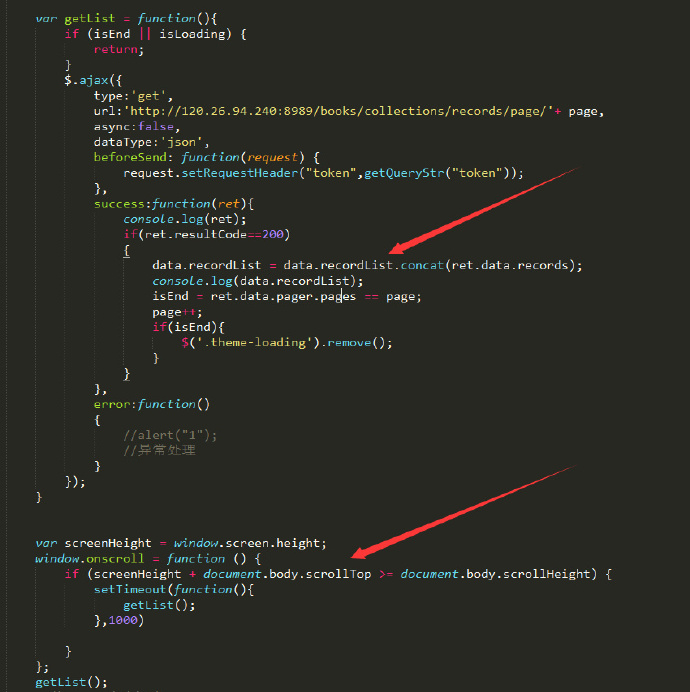 var getList = function(){
if (isEnd || isLoading) {
return;
}
$.ajax({
type:'get',
url:'http://120.26.94.240:8989/books/collections/records/page/'+ page,
async:false,
dataType:'json',
beforeSend: function(request) {
request.setRequestHeader("token",getQueryStr("token"));
},
success:function(ret){
console.log(ret);
if(ret.resultCode==200)
{
data.recordList = data.recordList.concat(ret.data.records);
console.log(data.recordList);
isEnd = ret.data.pager.pages == page;
page++;
if(isEnd){
$('.theme-loading').remove();
}
}
},
error:function()
{
//alert("1");
//异常处理
}
});
}
var screenHeight = window.screen.height;
window.onscroll = function () {
if (screenHeight + document.body.scrollTop >= document.body.scrollHeight) {
setTimeout(function(){
getList();
},1000)
}
};
getList();